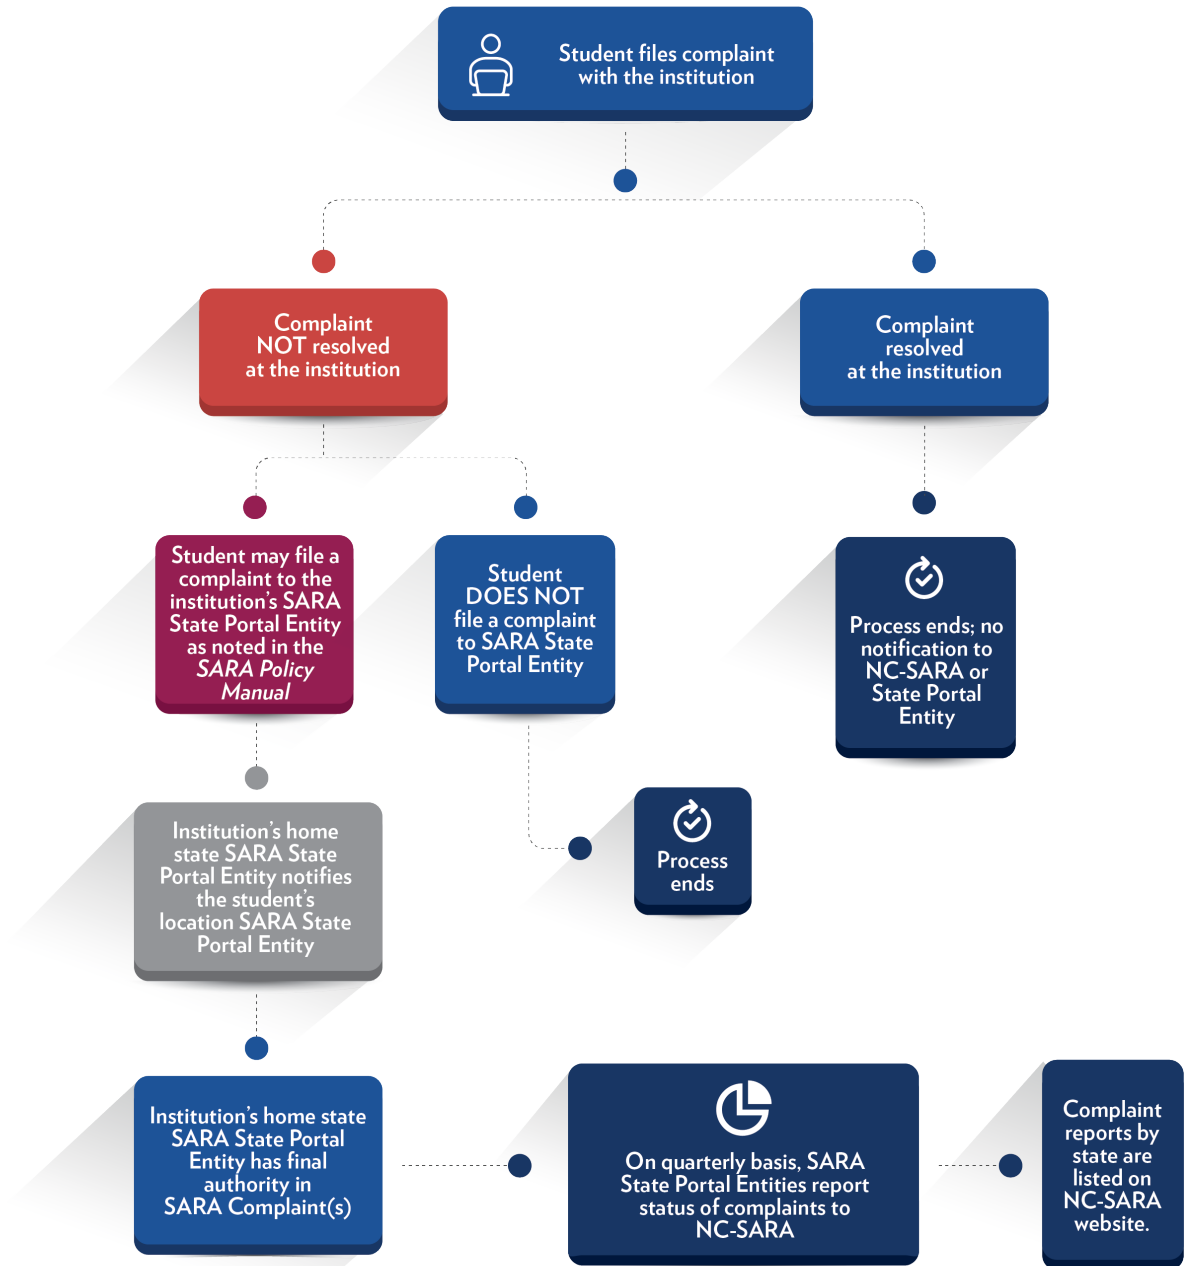 Student files complaint
with the institution
Complaint
NOT resolved
at the institution
Complaint
resolved
at the institution
Student may file a
complaint to the
institution's SARA
State Portal Entity
as noted in the
SARA Policy
Manual
Student
DOES NOT
file a complaint
to SARA State
Portal Entity
Process ends; no
notification to
NC-SARA or
State Portal
Entity
Process
ends
Institution's home
state SARA State
Portal Entity notifies
the student's
location SARA State
Portal Entity
Institution's home state
SARA State Portal
Entity has final
authority in
SARA Complaint(s)
On quarterly basis, SARA
State Portal Entities report
status of complaints to
NC-SARA
Complaint
reports by
state are
listed on
NC-SARA
website.